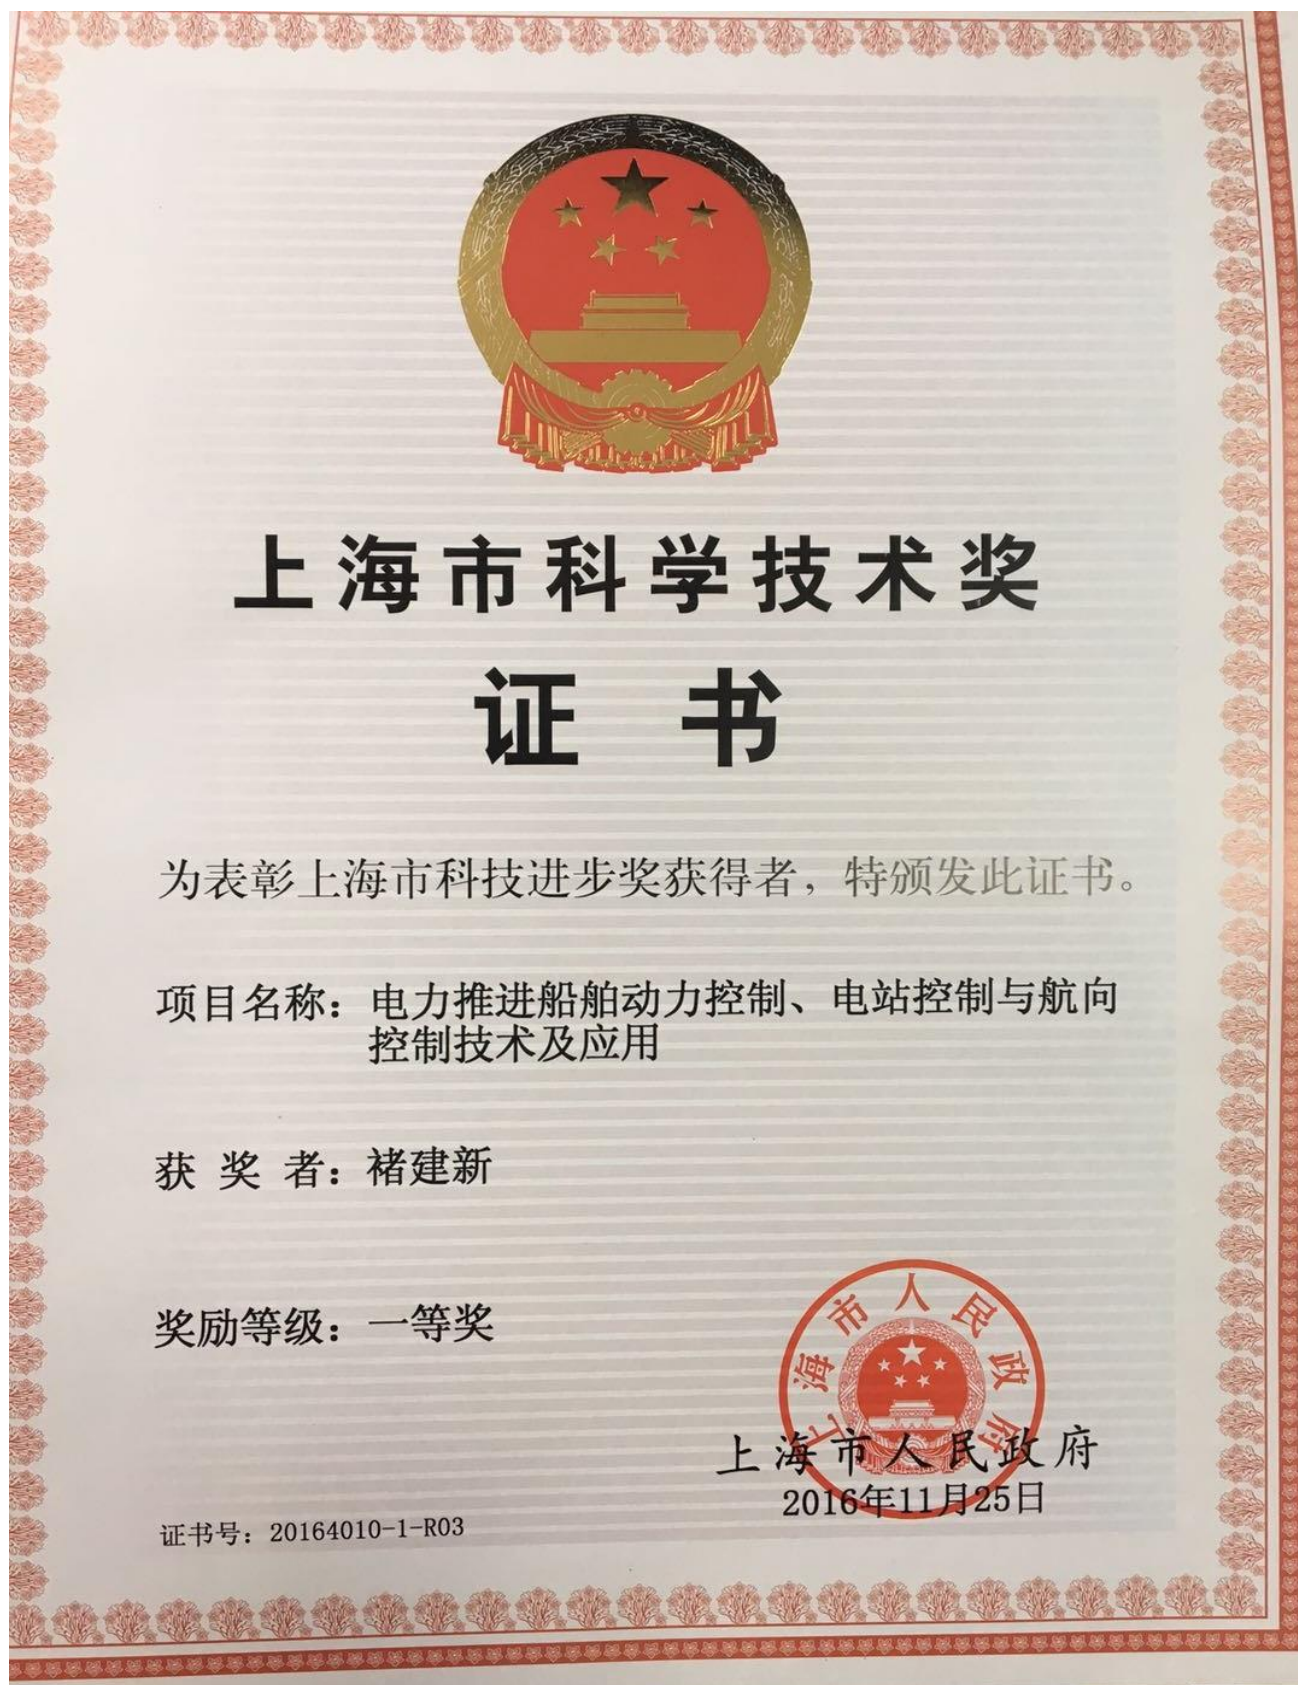 上海市科学技术奖
证书
为表彰上海市科技进步奖获得者，特颁发此证书。
项目名称：电力推进船舶动力控制、电站控制与航向
控制技术及应用
获奖者：褚建新
奖励等级：一等奖
上海市人民政府
上海市人民政府
2016年11月25日
证书号：20164010-1-R03